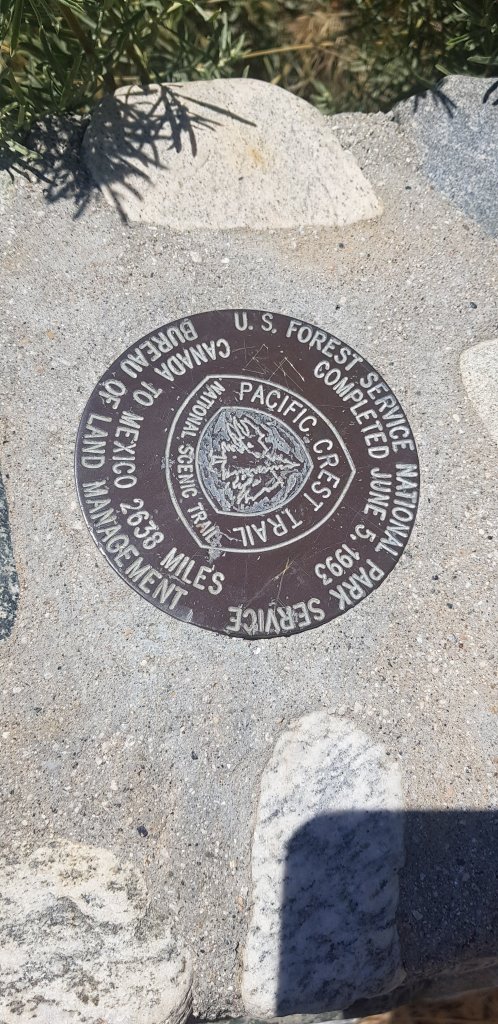 U. S. FOREST SERVICE NATIONAL PARK SERVICE
BUREAU OF LAND MANAGEMENT
COMPLETED JUNE 5, 1993
CANADA TO MEXICO 2638 MILES
PACIFIC CREST TRAIL
NATIONAL SCENIC TRAIL